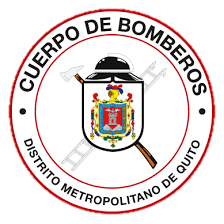 CUERPO DE BOMBEROS
DISTRITO METROPOLITANO DE QUITO